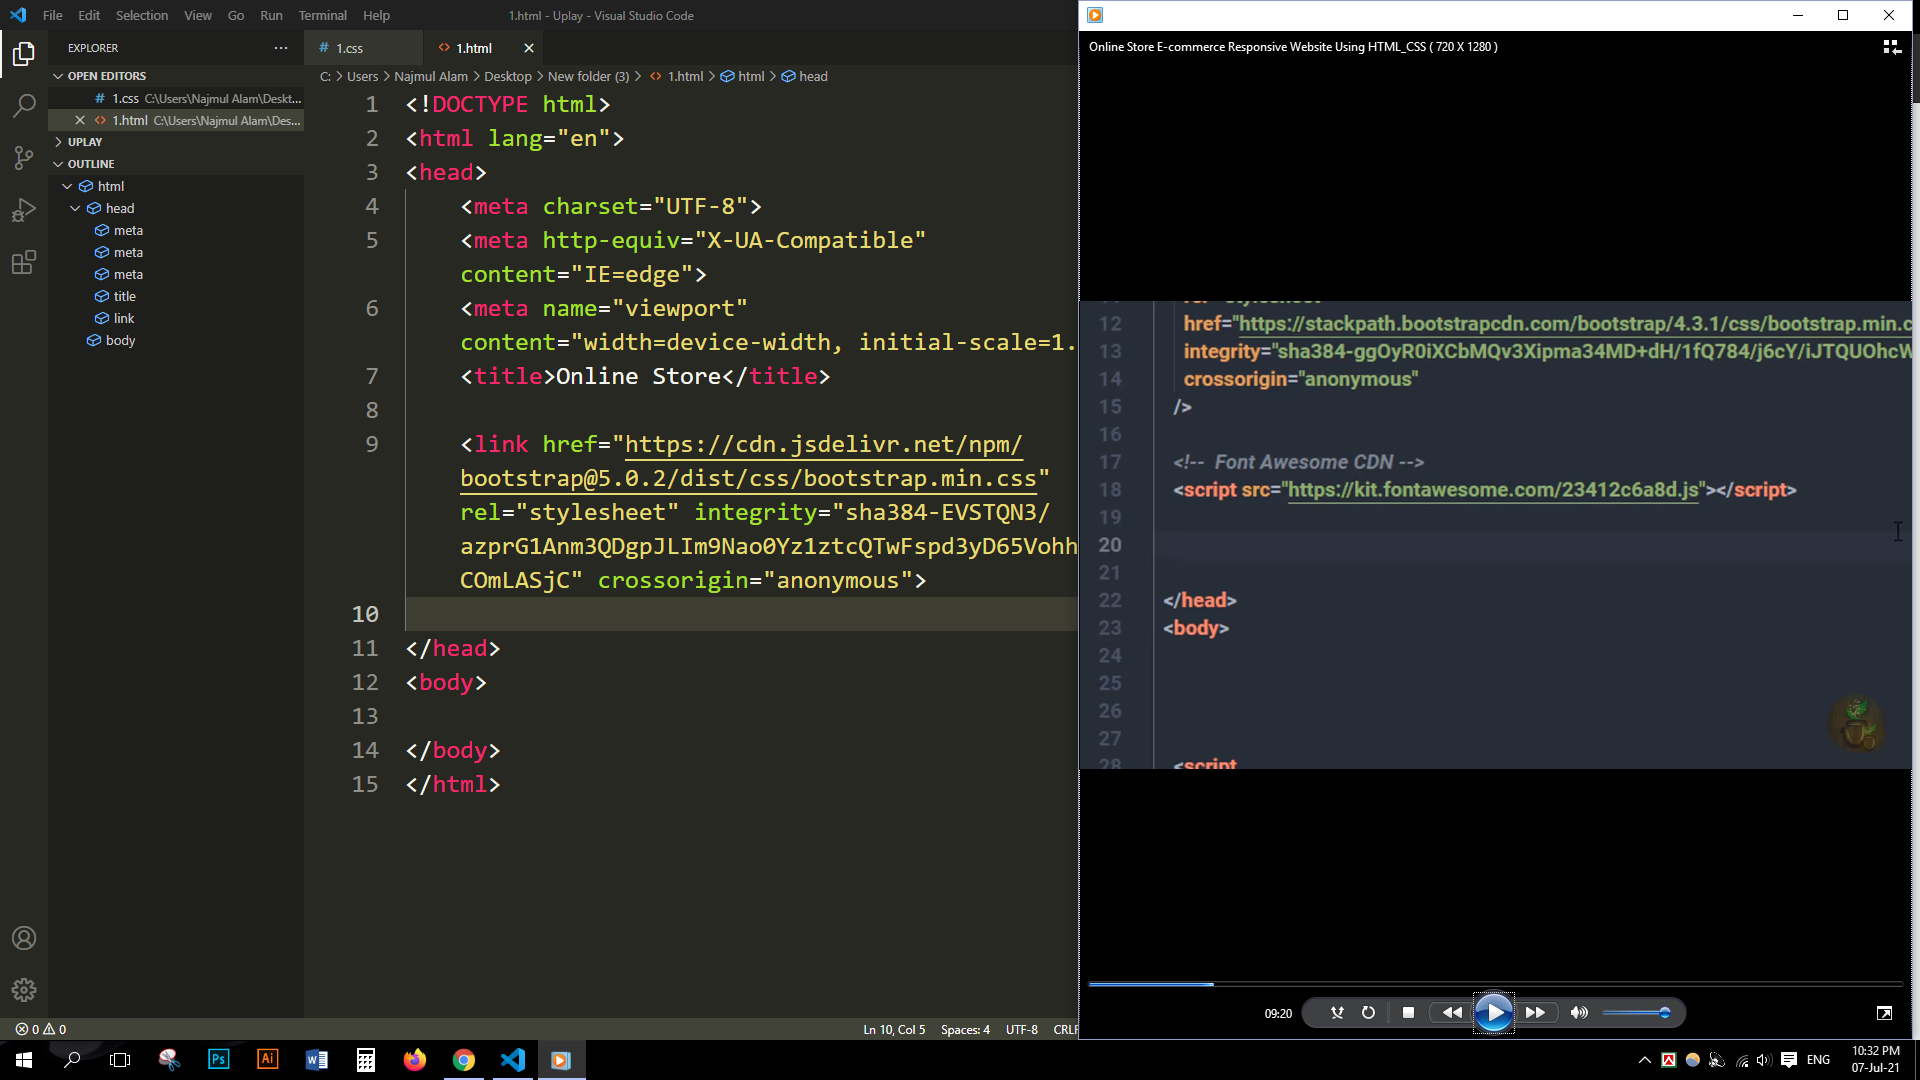 File Edit Selection View Go Run Terminal Help
1.html - Uplay - Visual Studio Code
EXPLORER
OPEN EDITORS
# 1.css C:\Users\Najmul Alam\Deskt...
1.html C:\Users\Najmul Alam\Des...
UPLAY
OUTLINE
html
head
meta
meta
meta
title
link
body
# 1.css
1.html
C: > Users > Najmul Alam > Desktop > New folder (3) > 1.html > html > head
1 <!DOCTYPE html>
2 <html lang="en">
3 <head>
4 <meta charset="UTF-8">
5 <meta http-equiv="X-UA-Compatible"
content="IE=edge">
6 <meta name="viewport"
content="width=device-width, initial-scale=1.
7 <title>Online Store</title>
8
9 <link href="https://cdn.jsdelivr.net/npm/
bootstrap@5.0.2/dist/css/bootstrap.min.css"
rel="stylesheet" integrity="sha384-EVSTQN3/
azprG1Anm3QDgpJLIm9Nao0Yz1ztcQTwFspd3yD65Vohh
COmLASjC" crossorigin="anonymous">
10
11 </head>
12 <body>
13
14 </body>
15 </html>
0 0
Ln 10, Col 5 Spaces: 4 UTF-8 CRLF
Online Store E-commerce Responsive Website Using HTML_CSS ( 720 X 1280 )
12 href="https://stackpath.bootstrapcdn.com/bootstrap/4.3.1/css/bootstrap.min.c
13 integrity="sha384-ggOyR0iXCbMQv3Xipma34MD+dH/1fQ784/j6cY/iJTQUOhcW
14 crossorigin="anonymous"
15 />
16
17 <!-- Font Awesome CDN -->
18 <script src="https://kit.fontawesome.com/23412c6a8d.js"></script>
19
20
21
22 </head>
23 <body>
24
25
26
27
28 <script
09:20
Ps Ai W
ENG
10:32 PM
07-Jul-21